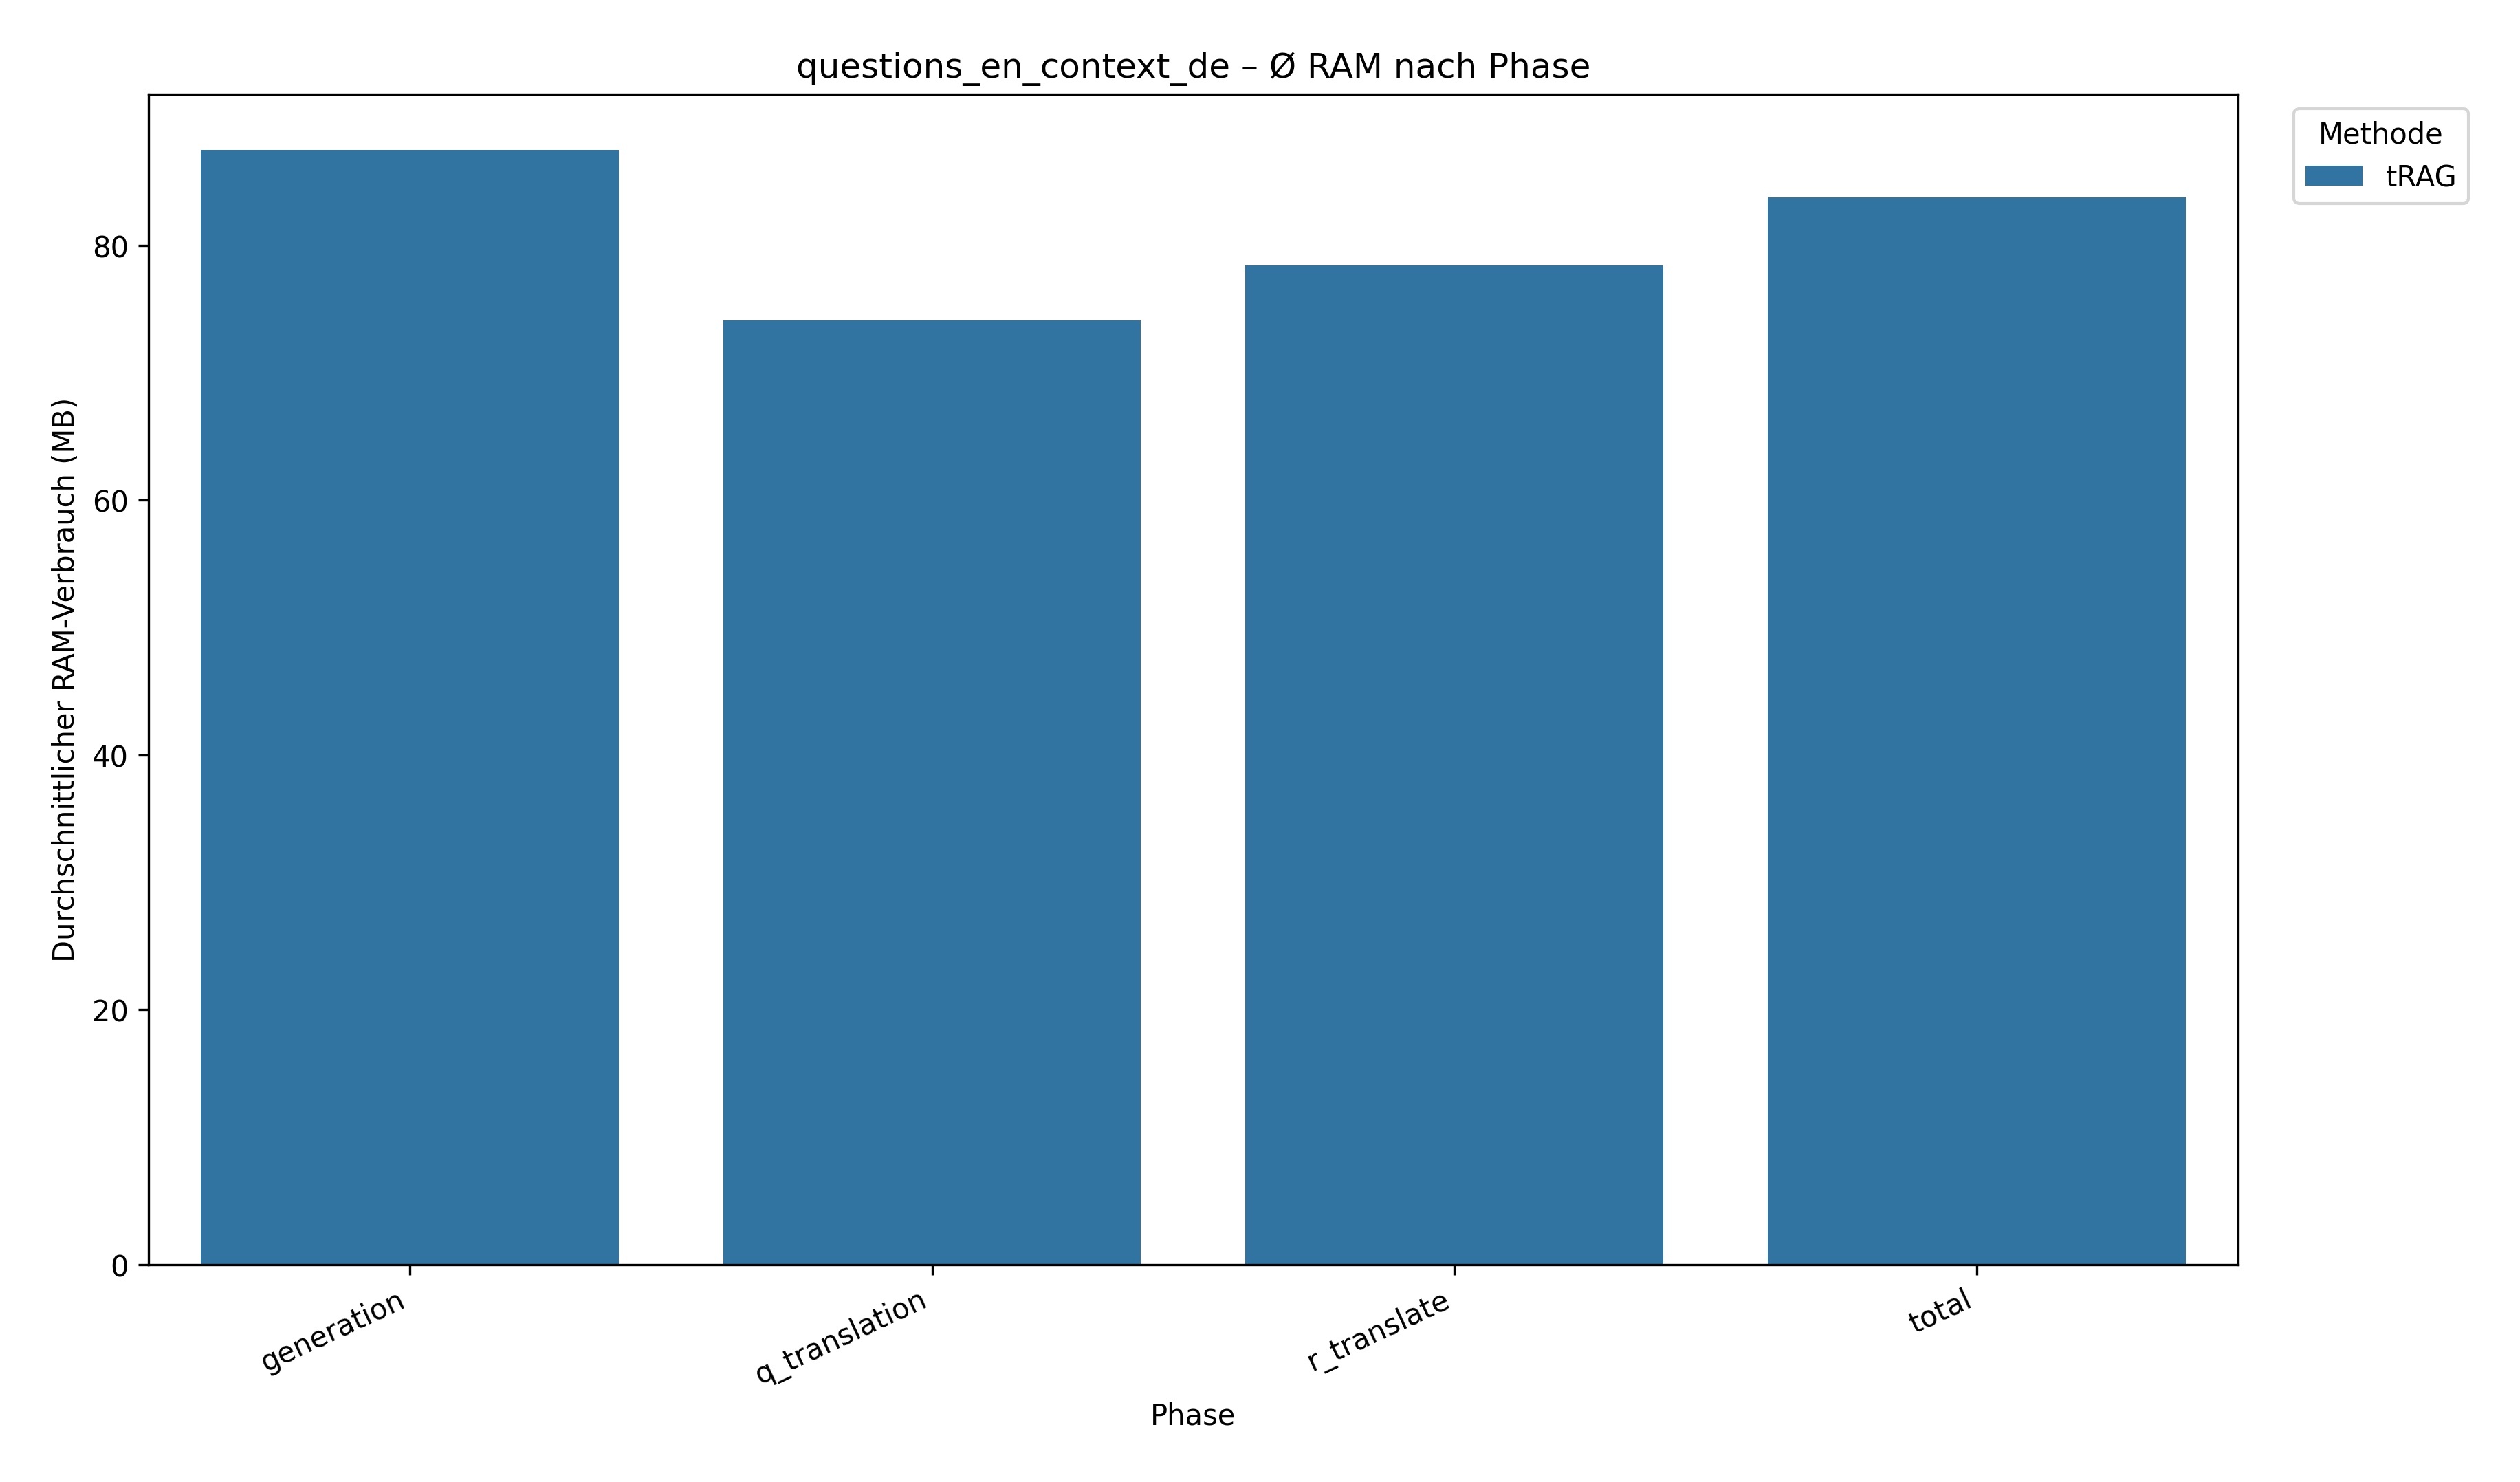 questions_en_context_de – Ø RAM nach Phase
Methode
tRAG
Durchschnittlicher RAM-Verbrauch (MB)
80
60
40
20
0
generation
q_translation
r_translate
total
Phase